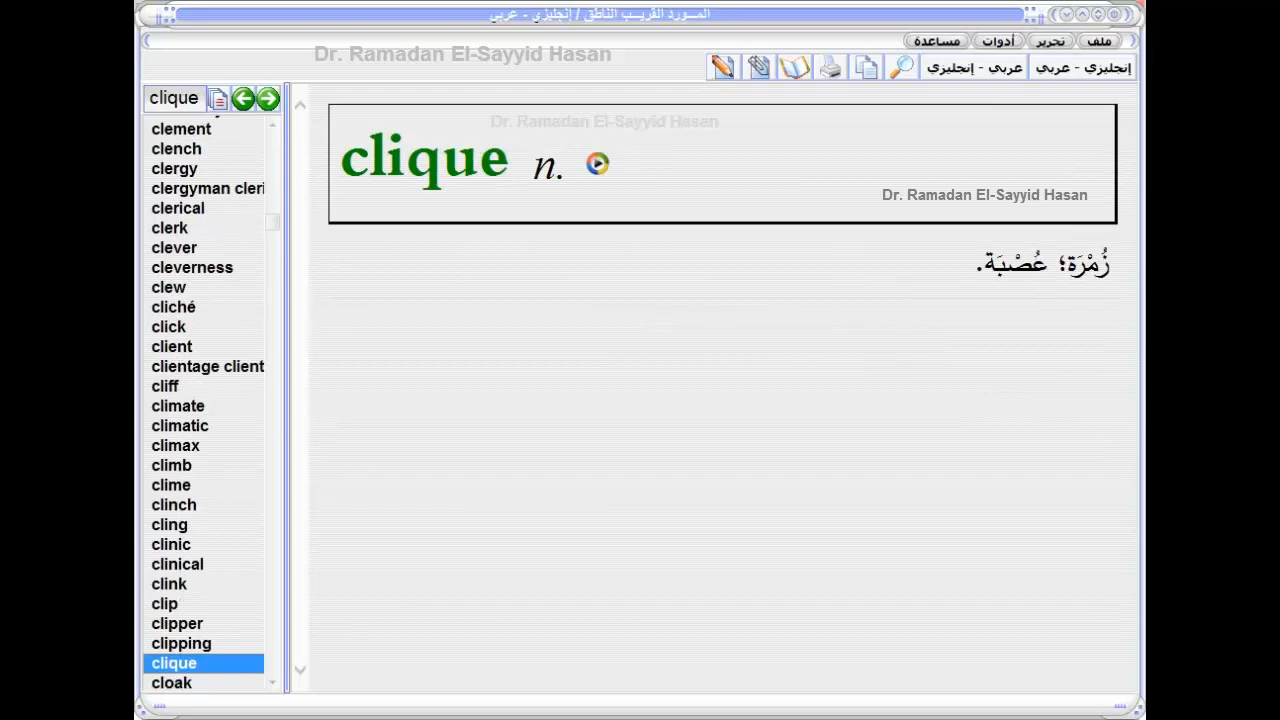 المـورد القريـب الناطق / إنجليزي - عربي
ملف تحرير أدوات مساعدة
Dr. Ramadan El-Sayyid Hasan
إنجليزي - عربي عربي - إنجليزي
clique
clement
clench
clergy
clergyman cleri
clerical
clerk
clever
cleverness
clew
cliché
click
client
clientage client
cliff
climate
climatic
climax
climb
clime
clinch
cling
clinic
clinical
clink
clip
clipper
clipping
clique
cloak
Dr. Ramadan El-Sayyid Hasan
clique n.
Dr. Ramadan El-Sayyid Hasan
زُمْرَة؛ عُصْبَة.